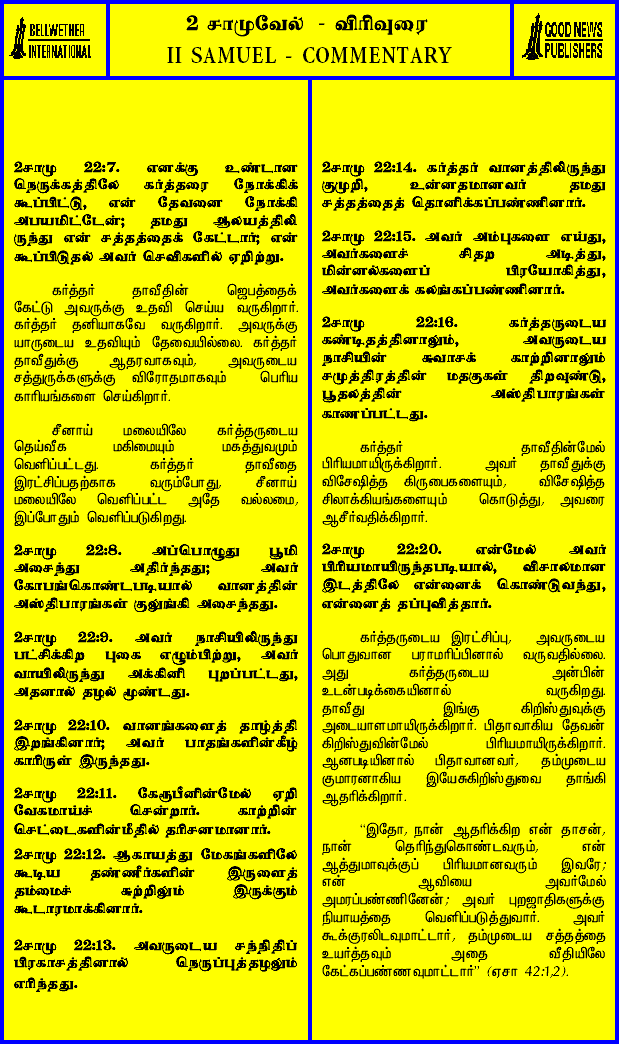 BELLWETHER
INTERNATIONAL
2 சாமுவேல் - விரிவுரை
II SAMUEL - COMMENTARY
GOOD NEWS
PUBLISHERS
2சாமு 22:7. எனக்கு உண்டான
நெருக்கத்திலே கர்த்தரை நோக்கிக்
கூப்பிட்டு, என் தேவனை நோக்கி
அபயமிட்டேன்; தமது ஆலயத்திலி
ருந்து என் சத்தத்தைக் கேட்டார்; என்
கூப்பிடுதல் அவர் செவிகளில் ஏறிற்று.
கர்த்தர் தாவீதின் ஜெபத்தைக்
கேட்டு அவருக்கு உதவி செய்ய வருகிறார்.
கர்த்தர் தனியாகவே வருகிறார். அவருக்கு
யாருடைய உதவியும் தேவையில்லை. கர்த்தர்
தாவீதுக்கு ஆதரவாகவும், அவருடைய
சத்துருக்களுக்கு விரோதமாகவும் பெரிய
காரியங்களை செய்கிறார்.
சீனாய் மலையிலே கர்த்தருடைய
தெய்வீக மகிமையும் மகத்துவமும்
வெளிப்பட்டது. கர்த்தர் தாவீதை
இரட்சிப்பதற்காக வரும்போது, சீனாய்
மலையிலே வெளிப்பட்ட அதே வல்லமை,
இப்போதும் வெளிப்படுகிறது.
2சாமு 22:8. அப்பொழுது பூமி
அசைந்து அதிர்ந்தது; அவர்
கோபங்கொண்டபடியால் வானத்தின்
அஸ்திபாரங்கள் குலுங்கி அசைந்தது.
2சாமு 22:9. அவர் நாசியிலிருந்து
பட்சிக்கிற புகை எழும்பிற்று, அவர்
வாயிலிருந்து அக்கினி புறப்பட்டது,
அதனால் தழல் மூண்டது.
2சாமு 22:10. வானங்களைத் தாழ்த்தி
இறங்கினார்; அவர் பாதங்களின்கீழ்
காரிருள் இருந்தது.
2சாமு 22:11. கேரூபீனின்மேல் ஏறி
வேகமாய்ச் சென்றார். காற்றின்
செட்டைகளின்மீதில் தரிசனமானார்.
2சாமு 22:12. ஆகாயத்து மேகங்களிலே
கூடிய தண்ணீர்களின் இருளைத்
தம்மைச் சுற்றிலும் இருக்கும்
கூடாரமாக்கினார்.
2சாமு 22:13. அவருடைய சந்நிதிப்
பிரகாசத்தினால் நெருப்புத்தழலும்
எரிந்தது.
2சாமு 22:14. கர்த்தர் வானத்திலிருந்து
குமுறி, உன்னதமானவர் தமது
சத்தத்தைத் தொனிக்கப்பண்ணினார்.
2சாமு 22:15. அவர் அம்புகளை எய்து,
அவர்களைச் சிதற அடித்து,
மின்னல்களைப் பிரயோகித்து,
அவர்களைக் கலங்கப்பண்ணினார்.
2சாமு 22:16. கர்த்தருடைய
கண்டிதத்தினாலும், அவருடைய
நாசியின் சுவாசக் காற்றினாலும்
சமுத்திரத்தின் மதகுகள் திறவுண்டு,
பூதலத்தின் அஸ்திபாரங்கள்
காணப்பட்டது.
கர்த்தர் தாவீதின்மேல்
பிரியமாயிருக்கிறார். அவர் தாவீதுக்கு
விசேஷித்த கிருபைகளையும், விசேஷித்த
சிலாக்கியங்களையும் கொடுத்து, அவரை
ஆசீர்வதிக்கிறார்.
2சாமு 22:20. என்மேல் அவர்
பிரியமாயிருந்தபடியால், விசாலமான
இடத்திலே என்னைக் கொண்டுவந்து,
என்னைத் தப்புவித்தார்.
கர்த்தருடைய இரட்சிப்பு, அவருடைய
பொதுவான பராமரிப்பினால் வருவதில்லை.
அது கர்த்தருடைய அன்பின்
உடன்படிக்கையினால் வருகிறது.
தாவீது இங்கு கிறிஸ்துவுக்கு
அடையாளமாயிருக்கிறார். பிதாவாகிய தேவன்
கிறிஸ்துவின்மேல் பிரியமாயிருக்கிறார்.
ஆனபடியினால் பிதாவானவர், தம்முடைய
குமாரனாகிய இயேசுகிறிஸ்துவை தாங்கி
ஆதரிக்கிறார்.
“இதோ, நான் ஆதரிக்கிற என் தாசன்,
நான் தெரிந்துகொண்டவரும், என்
ஆத்துமாவுக்குப் பிரியமானவரும் இவரே;
என் ஆவியை அவர்மேல்
அமரப்பண்ணினேன்; அவர் புறஜாதிகளுக்கு
நியாயத்தை வெளிப்படுத்துவார். அவர்
கூக்குரலிடவுமாட்டார், தம்முடைய சத்தத்தை
உயர்த்தவும் அதை வீதியிலே
கேட்கப்பண்ணவுமாட்டார்” (ஏசா 42:1,2).